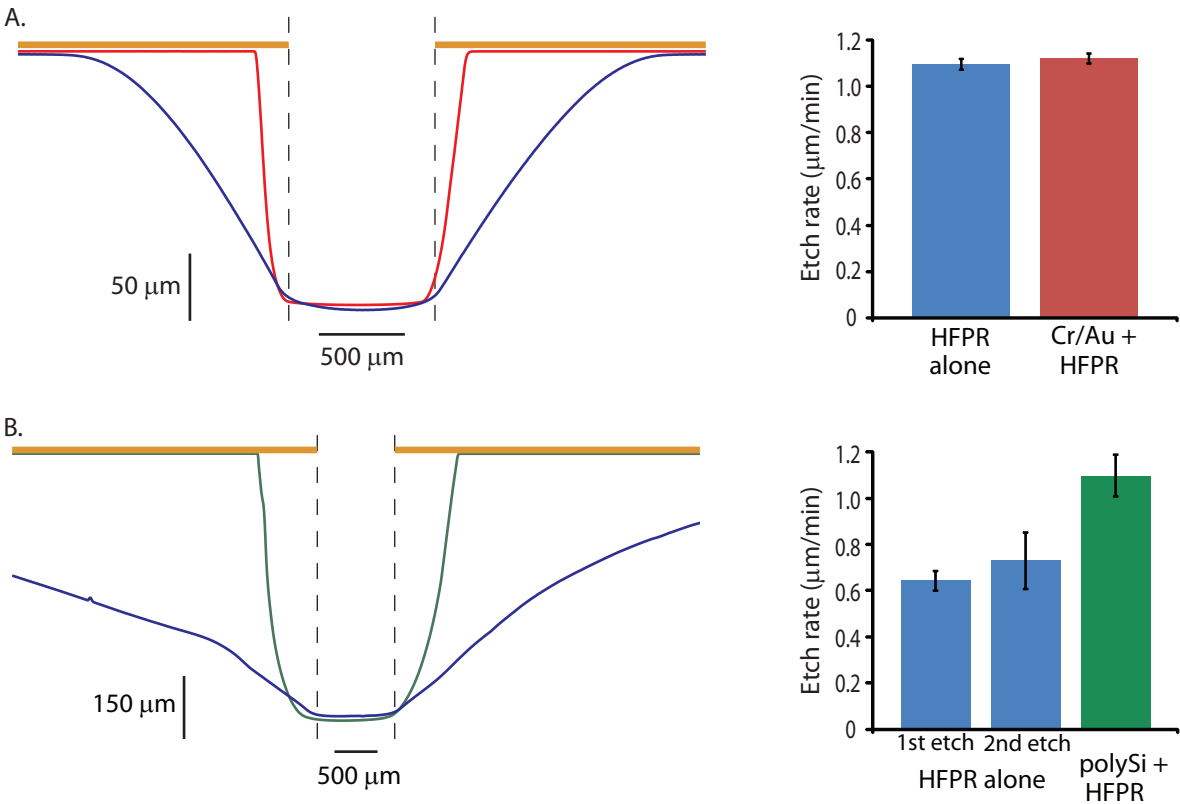 A.
50 μm
500 μm
Etch rate (μm/min)
1.2
1.0
0.8
0.6
0.4
0.2
0
HFPR
alone
Cr/Au +
HFPR
B.
150 μm
500 μm
Etch rate (μm/min)
1.2
1.0
0.8
0.6
0.4
0.2
0
1st etch
2nd etch
HFPR alone
polySi +
HFPR